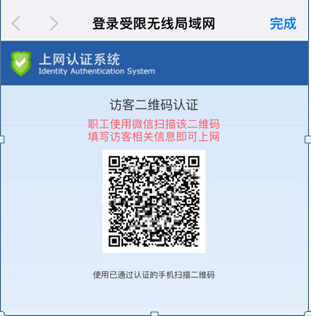 登录受限无线局域网
完成
上网认证系统
Identity Authentication System
访客二维码认证
职工使用微信扫描该二维码
填写访客相关信息即可上网
使用已通过认证的手机扫描二维码